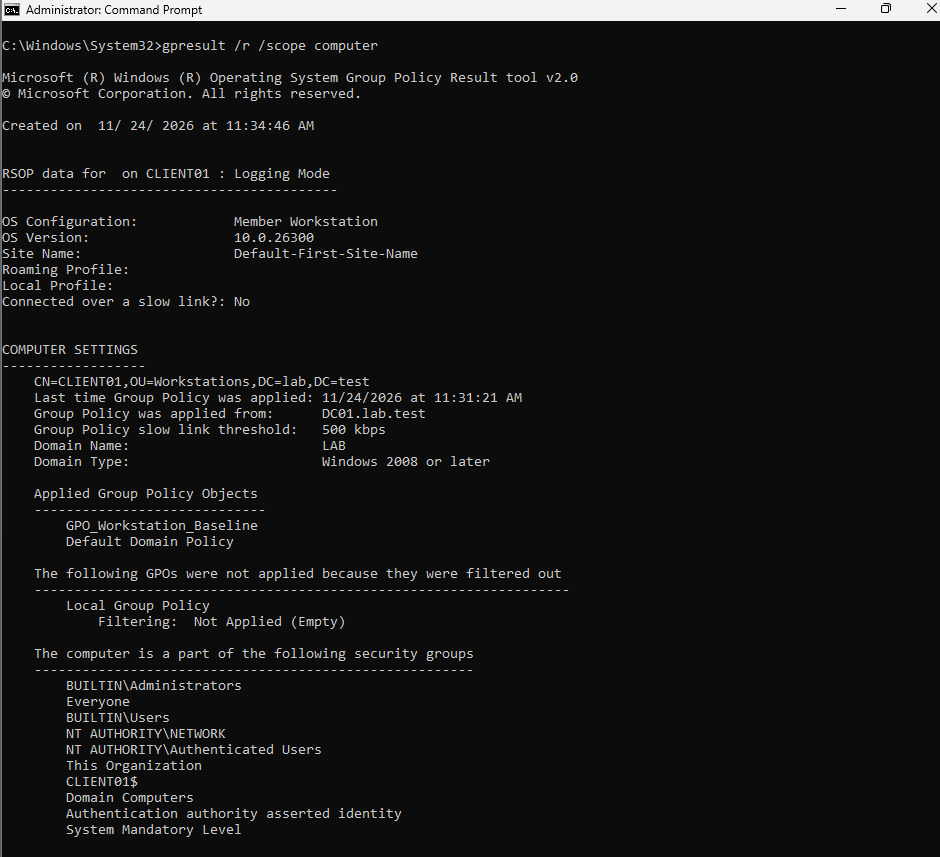 Administrator: Command Prompt
C:\Windows\System32>gpresult /r /scope computer
Microsoft (R) Windows (R) Operating System Group Policy Result tool v2.0
© Microsoft Corporation. All rights reserved.
Created on  11/ 24/ 2026 at 11:34:46 AM
RSOP data for  on CLIENT01 : Logging Mode
------------------------------------------
OS Configuration:            Member Workstation
OS Version:                  10.0.26300
Site Name:                   Default-First-Site-Name
Roaming Profile:
Local Profile:
Connected over a slow link?: No
COMPUTER SETTINGS
------------------
    CN=CLIENT01,OU=Workstations,DC=lab,DC=test
    Last time Group Policy was applied: 11/24/2026 at 11:31:21 AM
    Group Policy was applied from:      DC01.lab.test
    Group Policy slow link threshold:   500 kbps
    Domain Name:                        LAB
    Domain Type:                        Windows 2008 or later
    Applied Group Policy Objects
    -----------------------------
        GPO_Workstation_Baseline
        Default Domain Policy
    The following GPOs were not applied because they were filtered out
    -------------------------------------------------------------------
        Local Group Policy
            Filtering:  Not Applied (Empty)
    The computer is a part of the following security groups
    -------------------------------------------------------
        BUILTIN\Administrators
        Everyone
        BUILTIN\Users
        NT AUTHORITY\NETWORK
        NT AUTHORITY\Authenticated Users
        This Organization
        CLIENT01$
        Domain Computers
        Authentication authority asserted identity
        System Mandatory Level